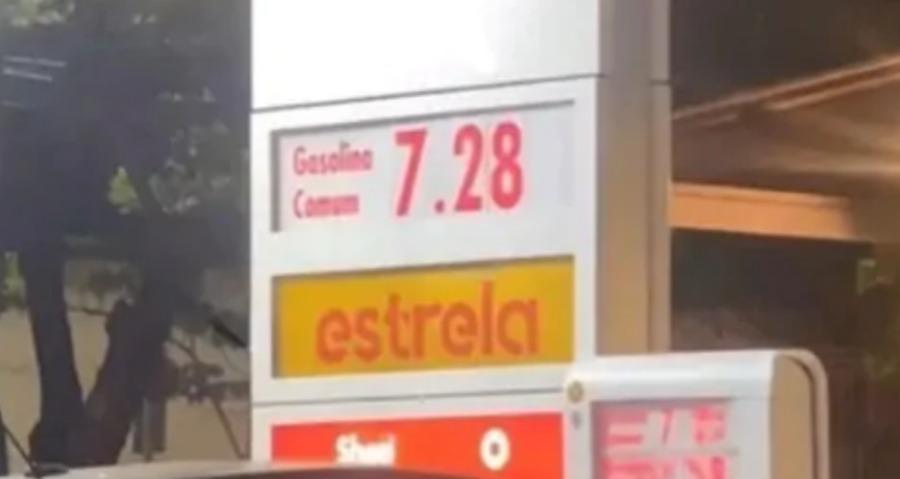 Gasolina 7.28
Comum
estrela
Shell